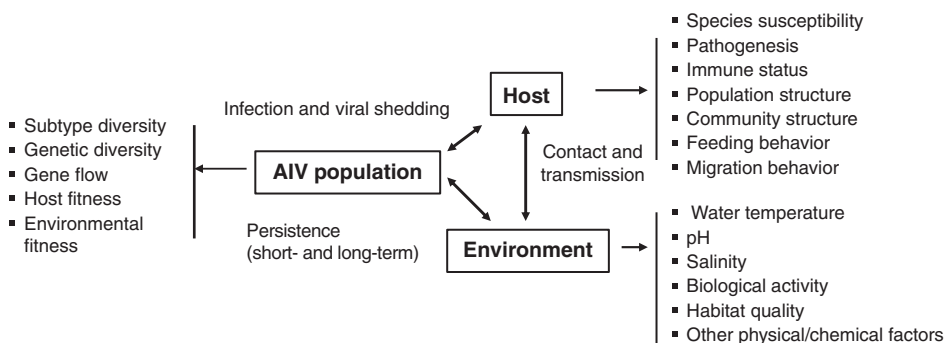 Infection and viral shedding
▪ Subtype diversity
▪ Genetic diversity
▪ Gene flow
▪ Host fitness
▪ Environmental
fitness
AIV population
Persistence
(short- and long-term)
Host
Contact and
transmission
Environment
▪ Species susceptibility
▪ Pathogenesis
▪ Immune status
▪ Population structure
▪ Community structure
▪ Feeding behavior
▪ Migration behavior
▪ Water temperature
▪ pH
▪ Salinity
▪ Biological activity
▪ Habitat quality
▪ Other physical/chemical factors